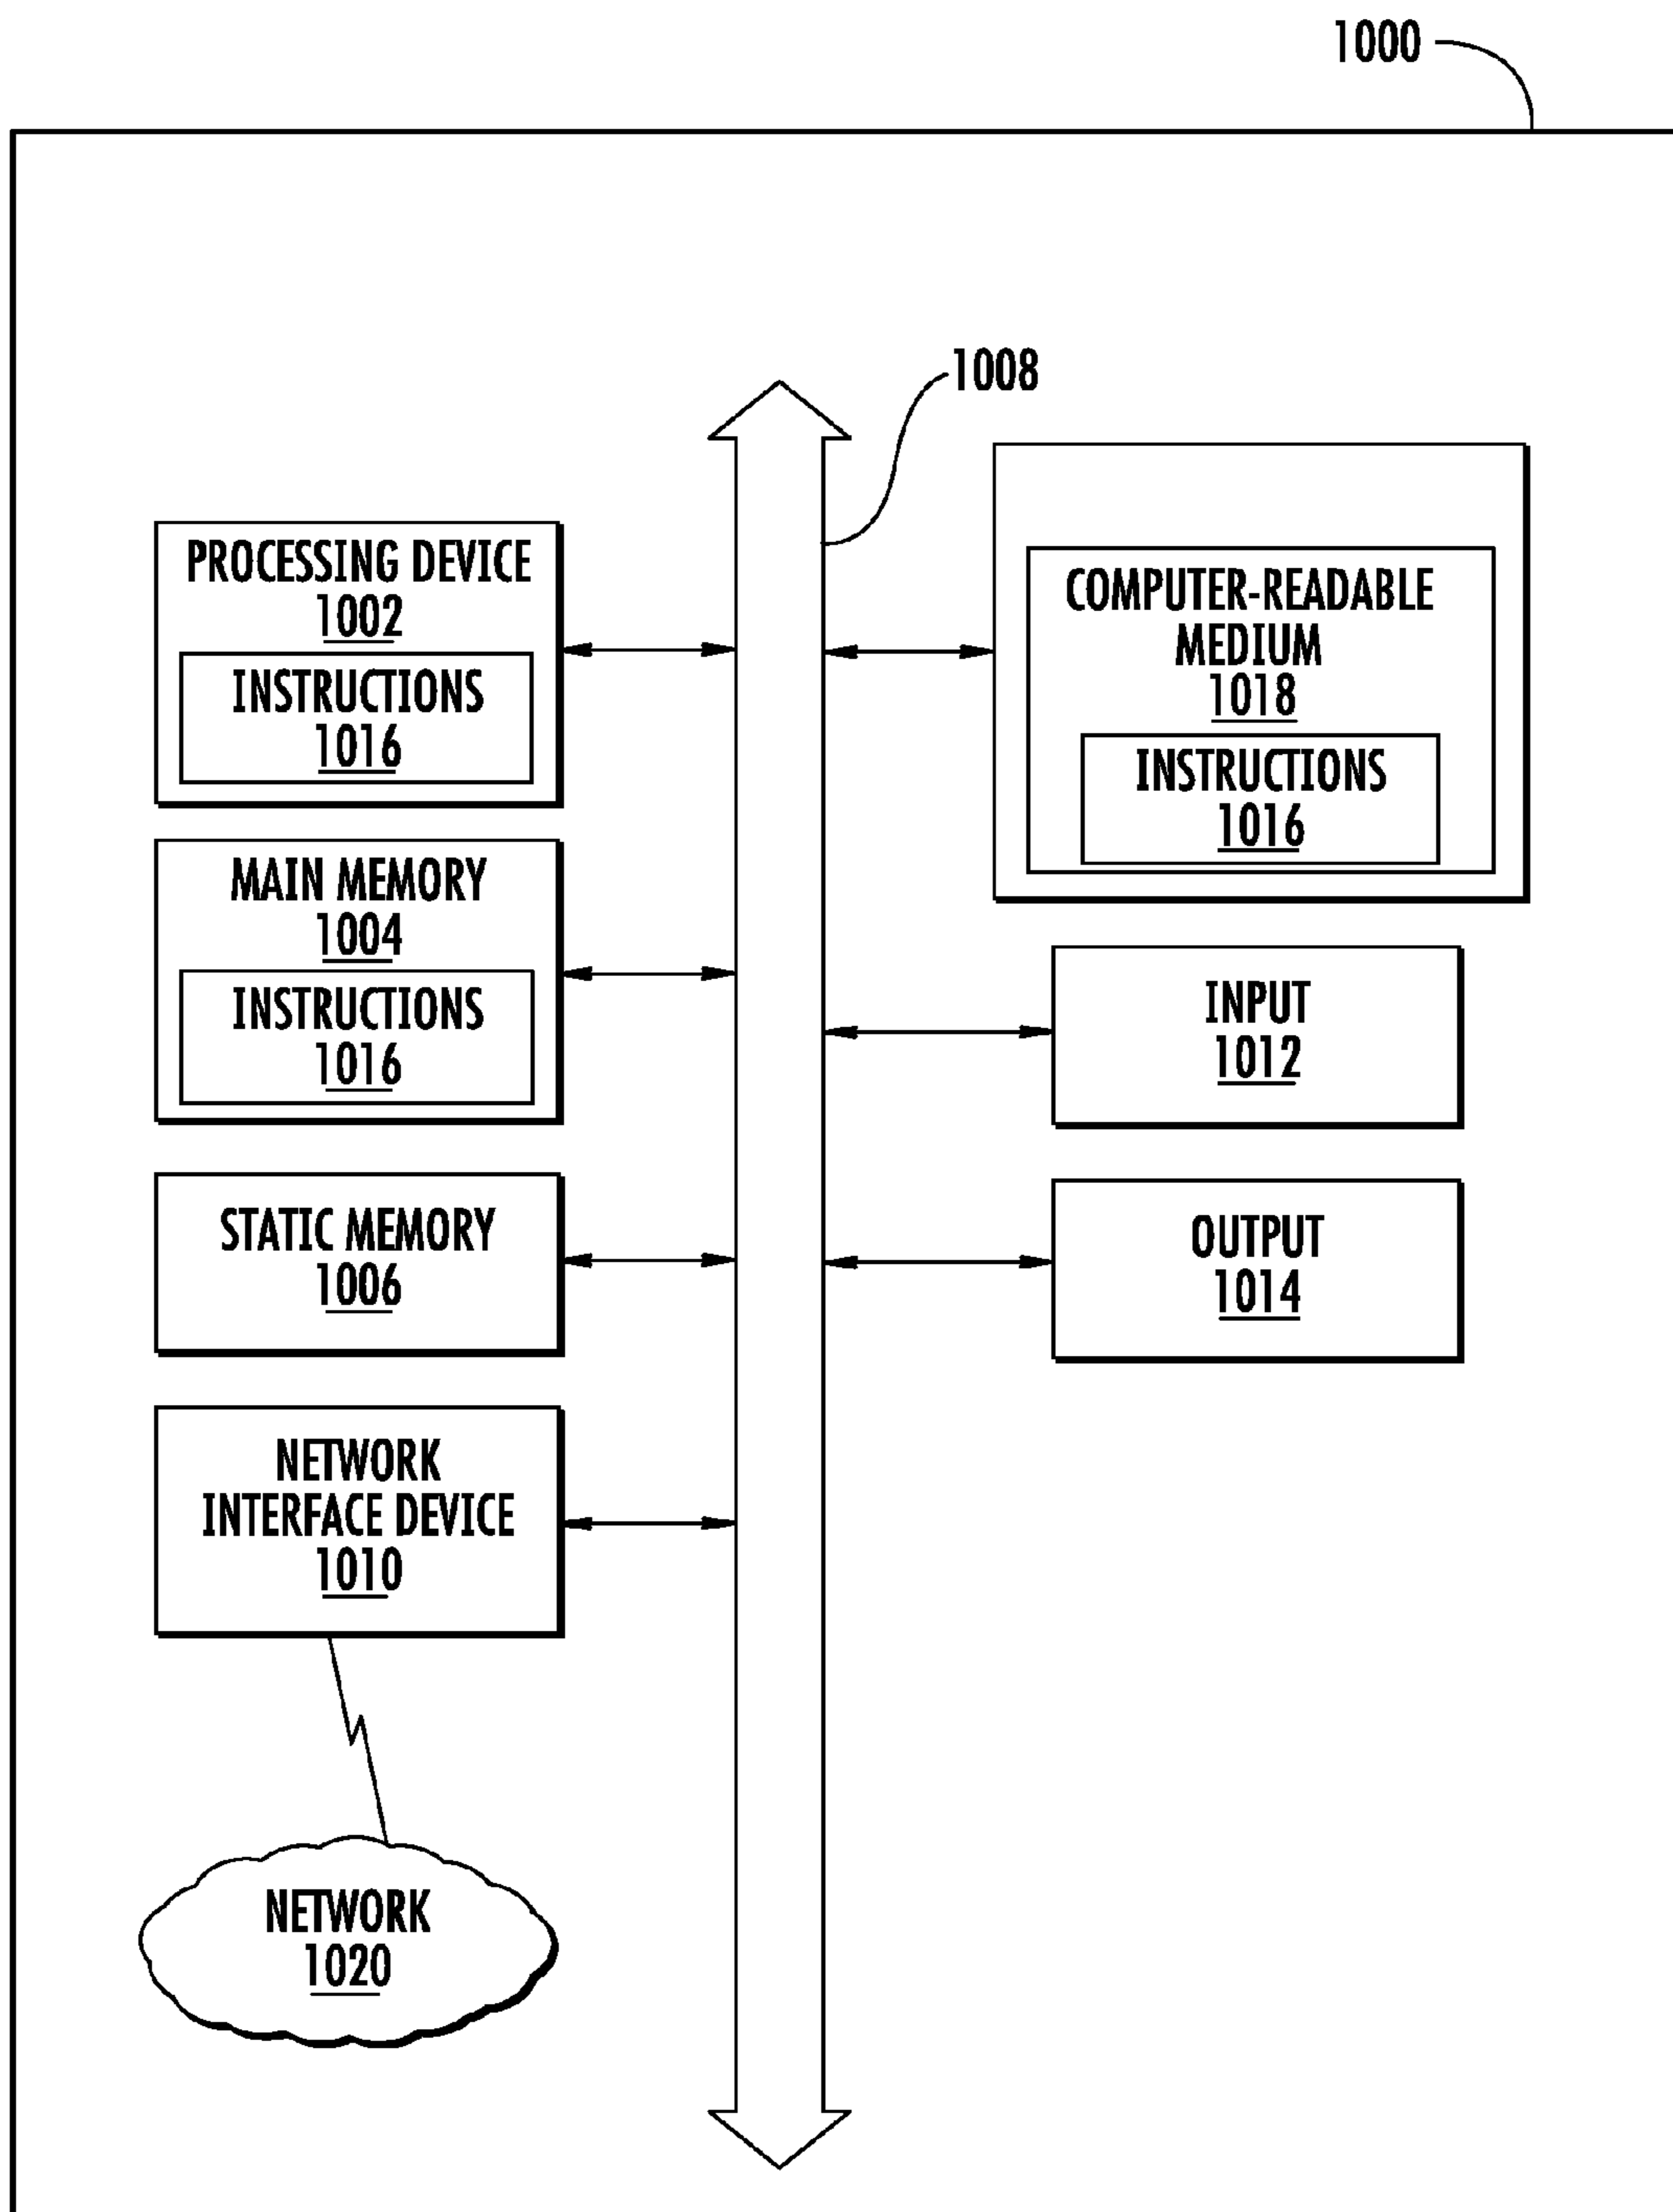 1000
1008
PROCESSING DEVICE
1002
INSTRUCTIONS
1016
MAIN MEMORY
1004
INSTRUCTIONS
1016
STATIC MEMORY
1006
NETWORK
INTERFACE DEVICE
1010
NETWORK
1020
COMPUTER-READABLE
MEDIUM
1018
INSTRUCTIONS
1016
INPUT
1012
OUTPUT
1014